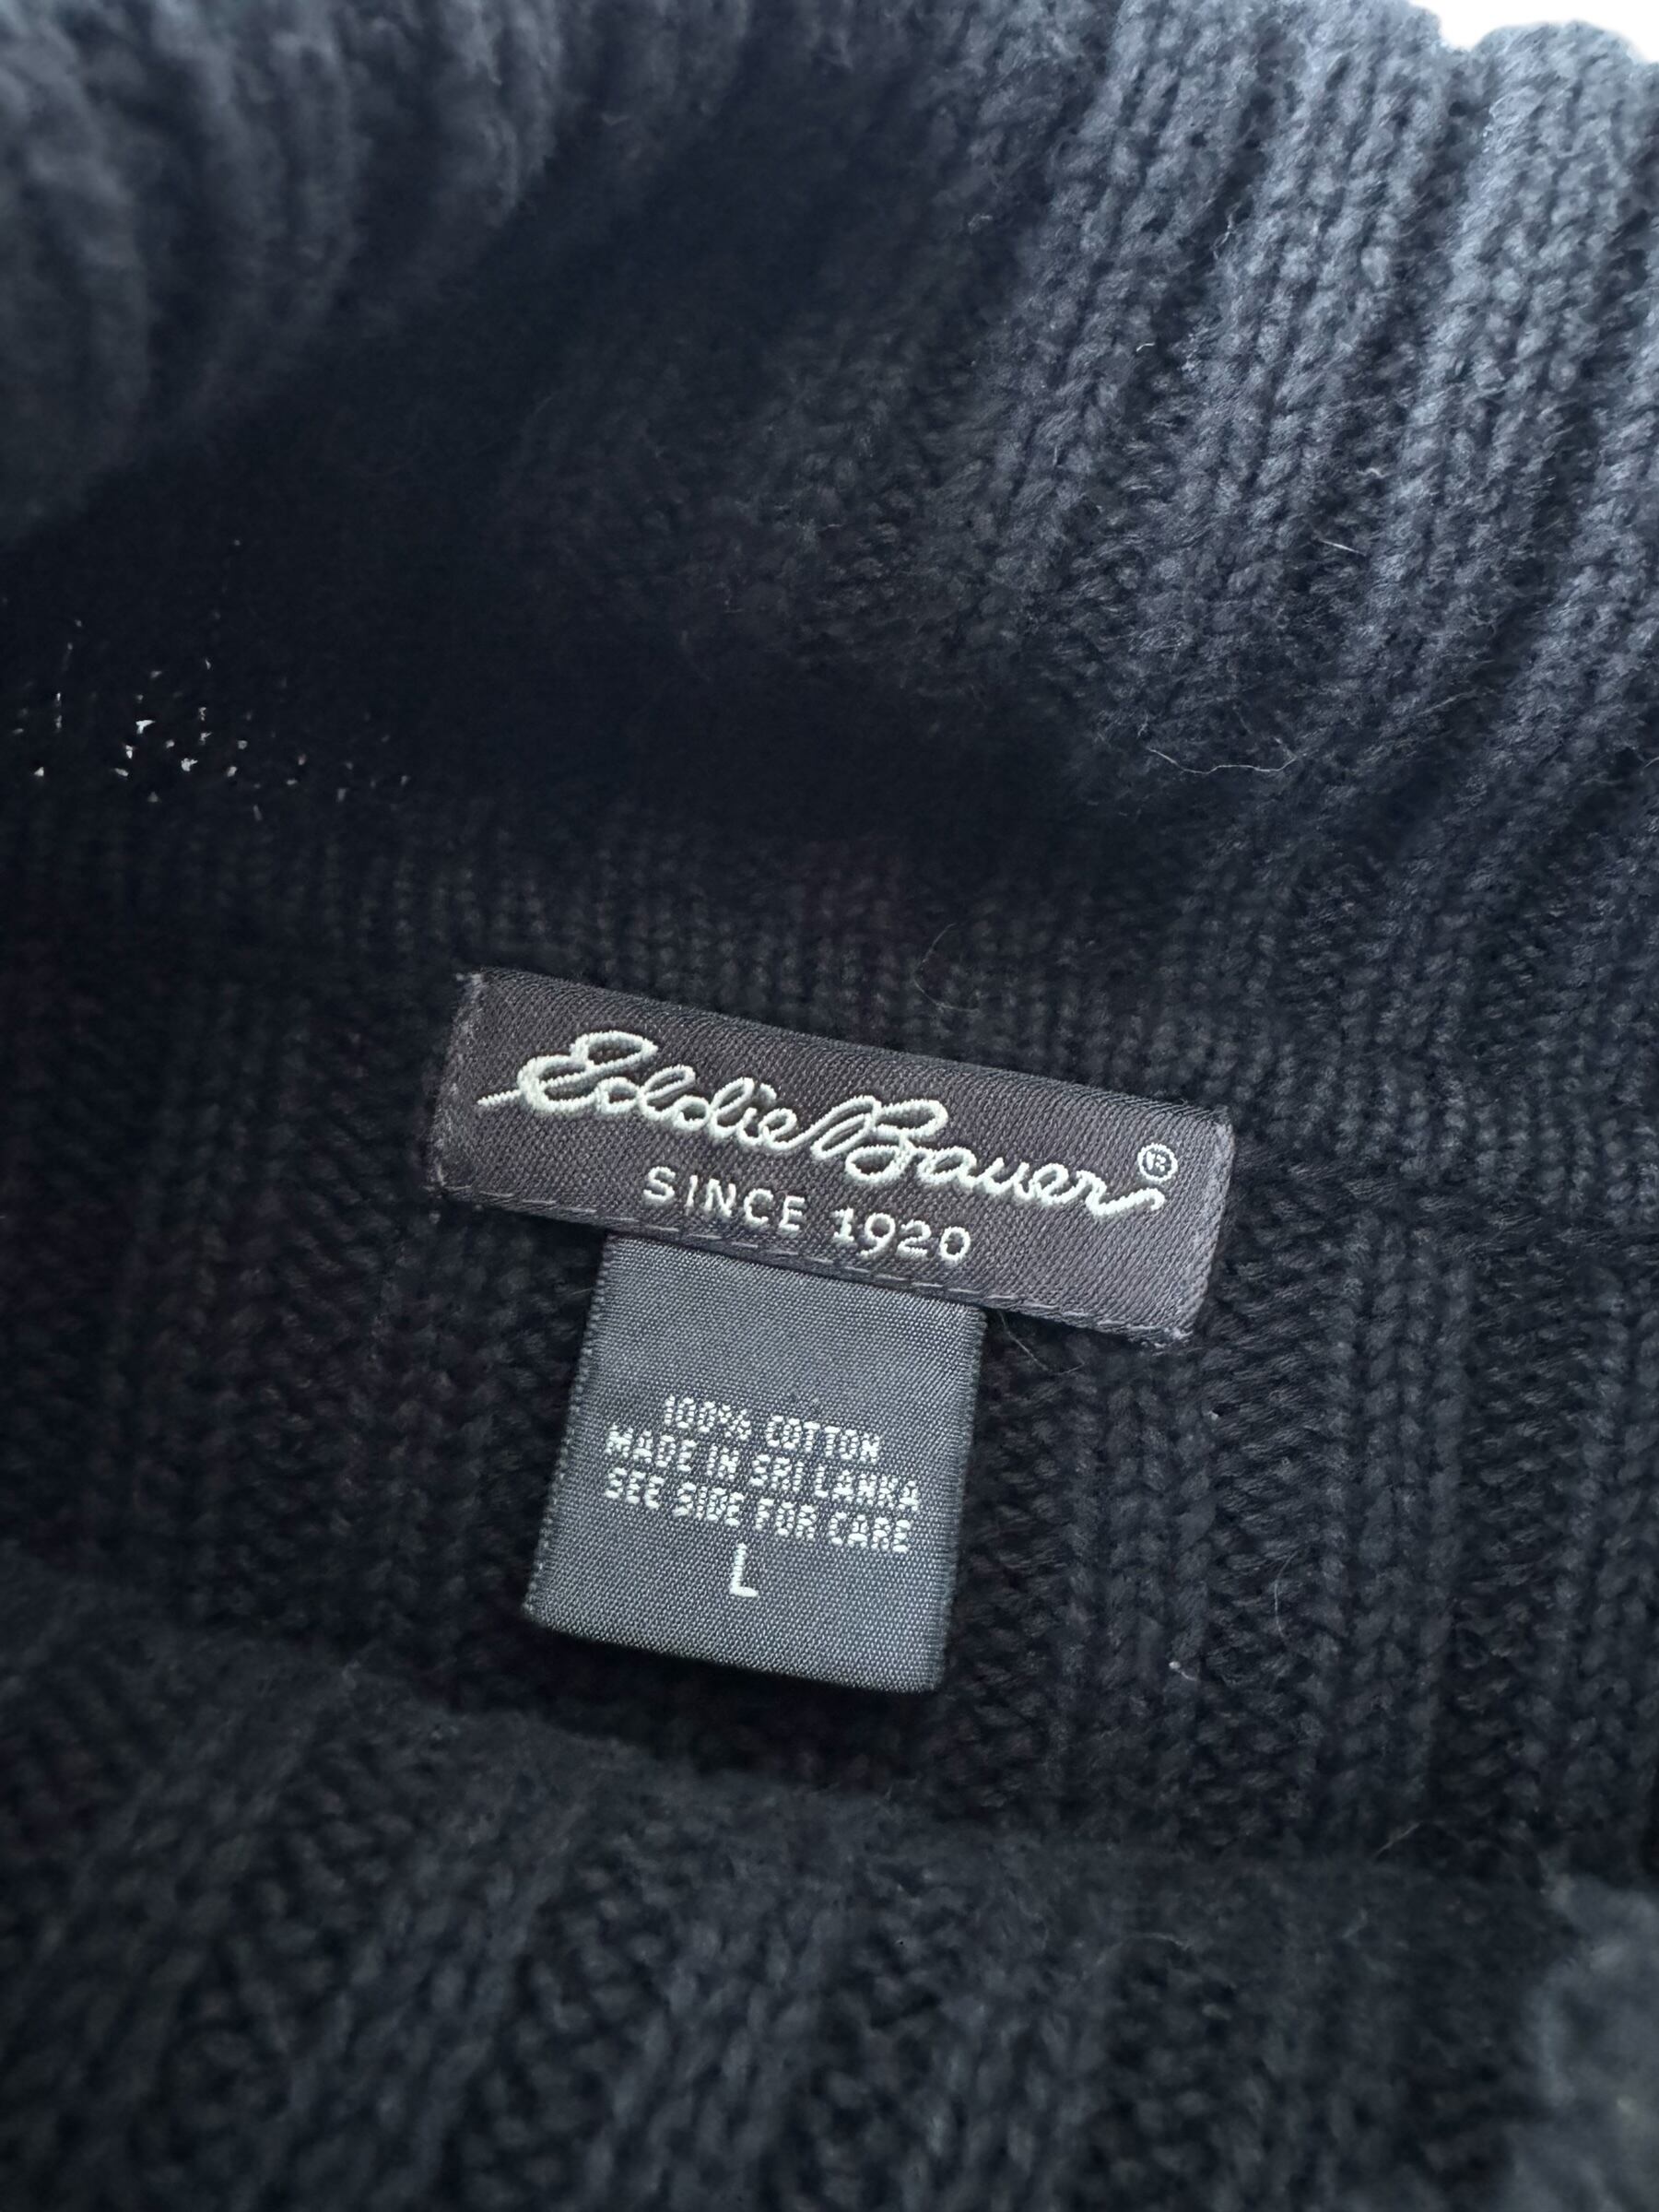 Eddie Bauer®
SINCE 1920
100% COTTON
MADE IN SRI LANKA
SEE SIDE FOR CARE
L